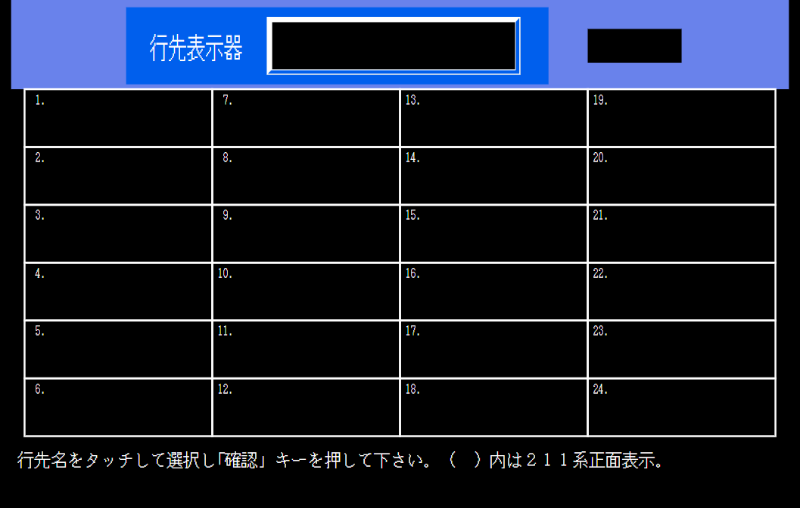 行先表示器
1. 7. 13. 19.
2. 8. 14. 20.
3. 9. 15. 21.
4. 10. 16. 22.
5. 11. 17. 23.
6. 12. 18. 24.
行先名をタッチして選択し「確認」キーを押して下さい。（　）内は２１１系正面表示。